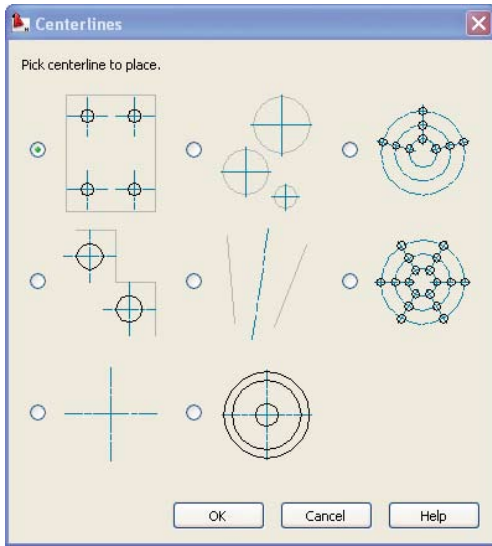 Centerlines
Pick centerline to place.
OK
Cancel
Help